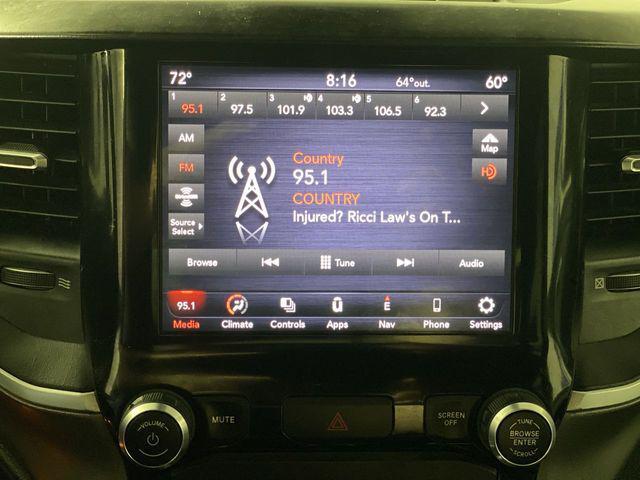 72° 8:16 64°out. 60°
1 95.1 2 97.5 3 101.9 4 103.3 5 106.5 6 92.3
AM
FM
SiriusXM
Source
Select
Country
95.1
COUNTRY
Injured? Ricci Law's On T...
Map
HD
Browse Tune Audio
95.1 E
Media Climate Controls Apps Nav Phone Settings
VOLUME
MUTE
SCREEN
OFF
TUNE
BROWSE
ENTER
SCROLL